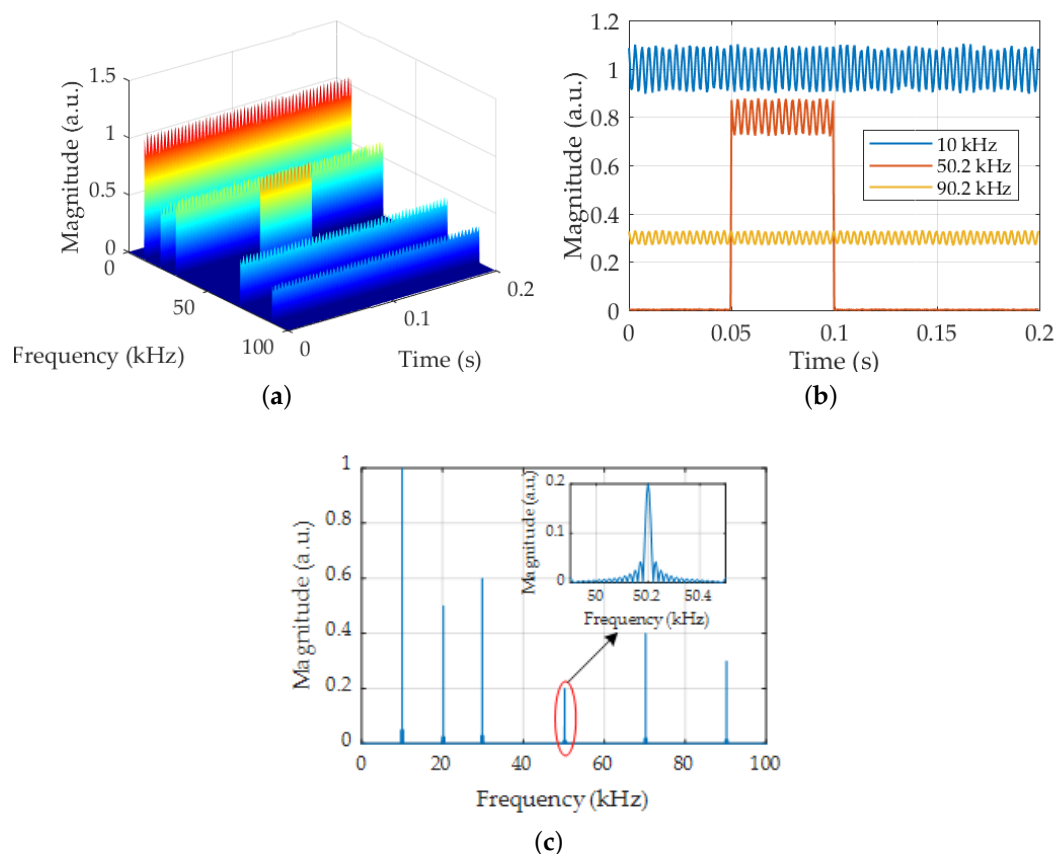 1.5
1
0.5
0
Magnitude (a.u.)
0
50
100
Frequency (kHz)
0
0.1
0.2
Time (s)
(a)
1.2
1
0.8
0.6
0.4
0.2
0
Magnitude (a.u.)
10 kHz
50.2 kHz
90.2 kHz
0
0.05
0.1
0.15
0.2
Time (s)
(b)
1
0.8
0.6
0.4
0.2
0
Magnitude (a.u.)
0.2
0.1
0
Magnitude (a.u)
50
50.2
50.4
Frequency (kHz)
0
20
40
60
80
100
Frequency (kHz)
(c)